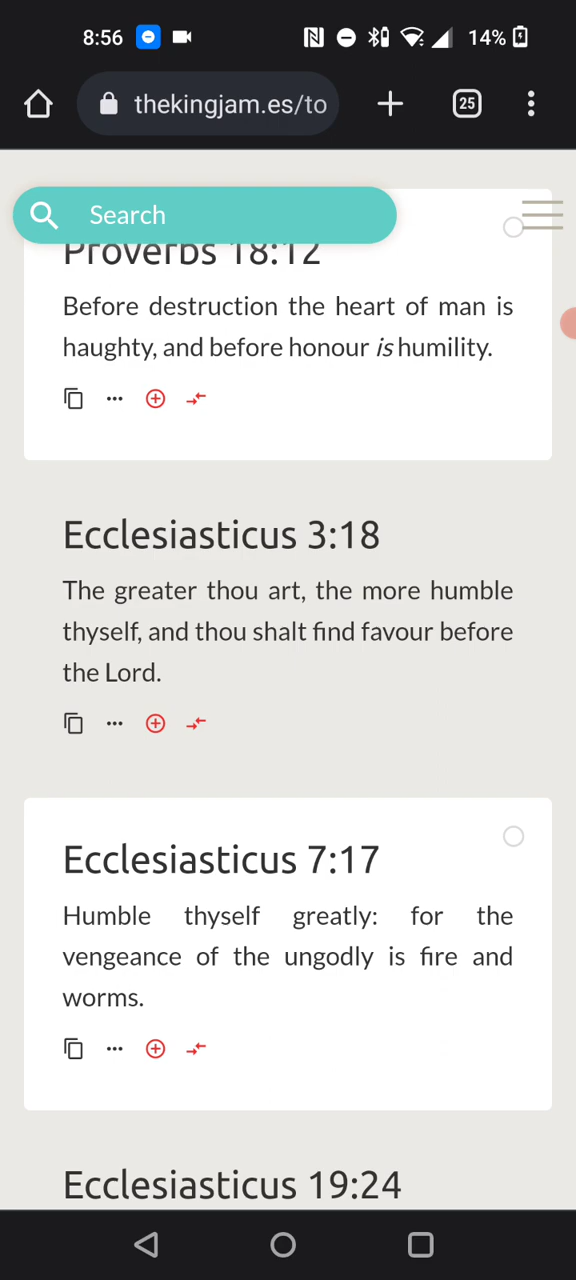 8:56
14%
thekingjam.es/to
25
Search
Proverbs 18:12
Before destruction the heart of man is
haughty, and before honour is humility.
Ecclesiasticus 3:18
The greater thou art, the more humble
thyself, and thou shalt find favour before
the Lord.
Ecclesiasticus 7:17
Humble thyself greatly: for the
vengeance of the ungodly is fire and
worms.
Ecclesiasticus 19:24